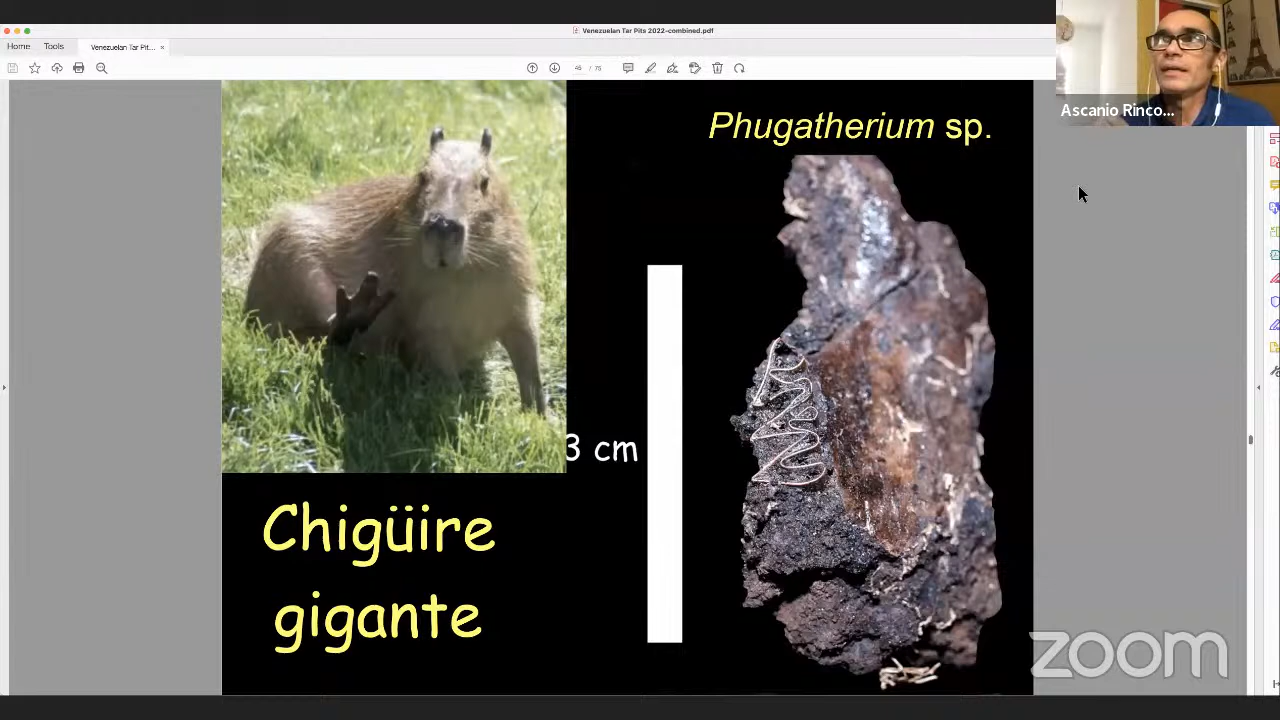 Venezuelan Tar Pits 2022-combined.pdf
Home
Tools
Venezuelan Tar Pit...
×
46 / 75
Ascanio Rinco...
Phugatherium sp.
3 cm
Chigüire
gigante
zoom